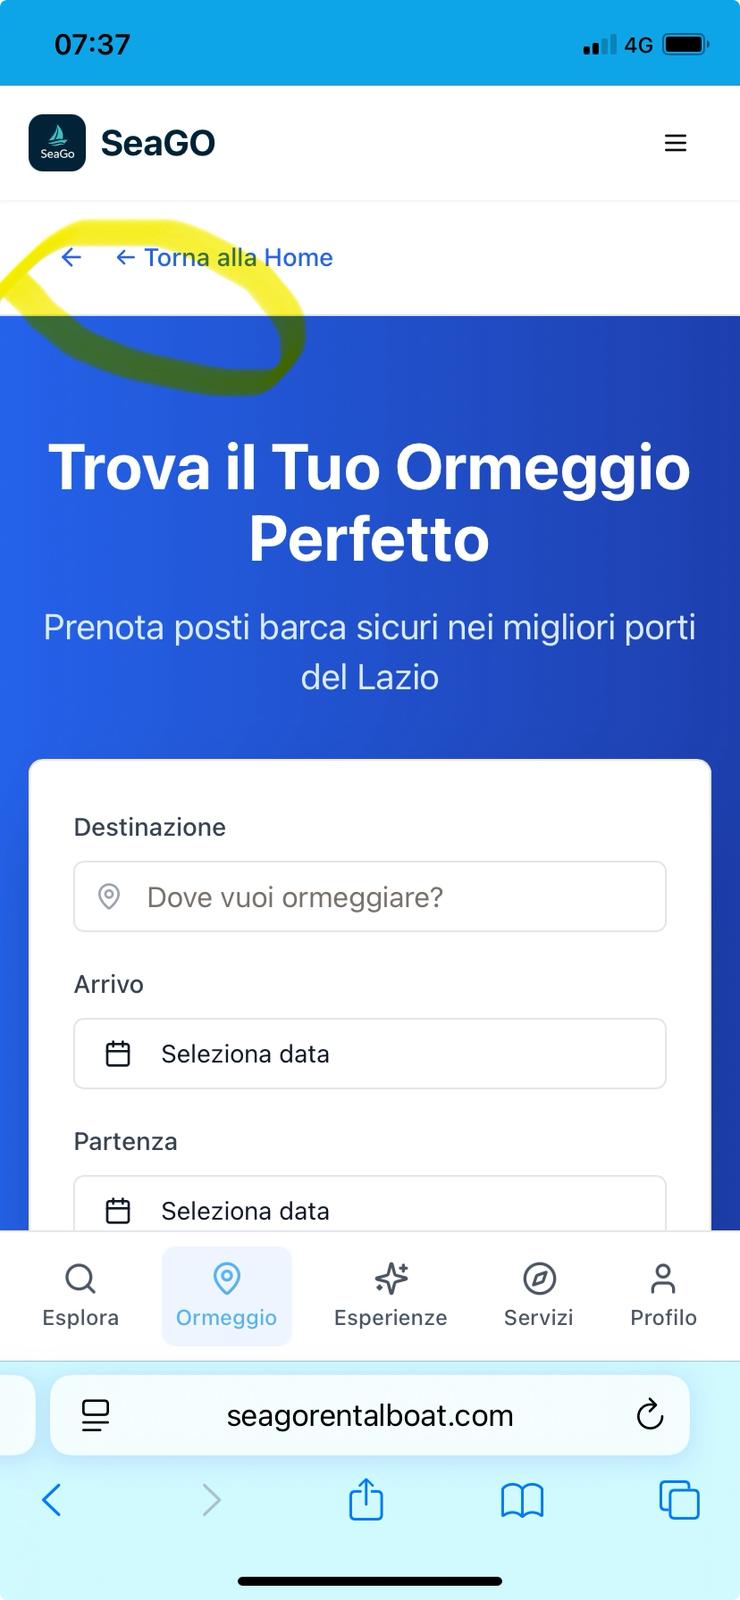 07:37
4G
SeaGo
SeaGO
← ← Torna alla Home
Trova il Tuo Ormeggio
Perfetto
Prenota posti barca sicuri nei migliori porti
del Lazio
Destinazione
Dove vuoi ormeggiare?
Arrivo
Seleziona data
Partenza
Seleziona data
Esplora
Ormeggio
Esperienze
Servizi
Profilo
seagorentalboat.com